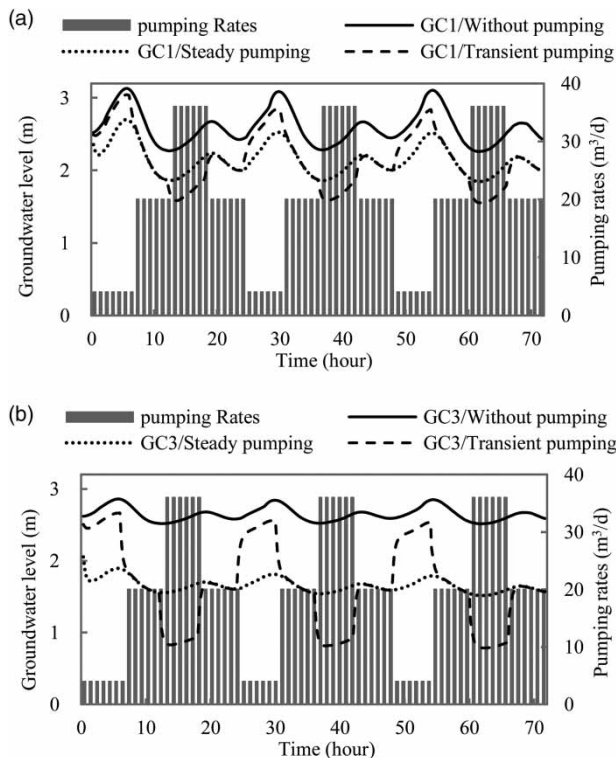 (a)
pumping Rates
GC1/Without pumping
GC1/Steady pumping
GC1/Transient pumping
3
2
1
0
Groundwater level (m)
40
30
20
10
0
Pumping rates (m³/d)
0 10 20 30 40 50 60 70
Time (hour)
(b)
pumping Rates
GC3/Without pumping
GC3/Steady pumping
GC3/Transient pumping
3
2
1
0
Groundwater level (m)
40
30
20
10
0
Pumping rates (m³/d)
0 10 20 30 40 50 60 70
Time (hour)